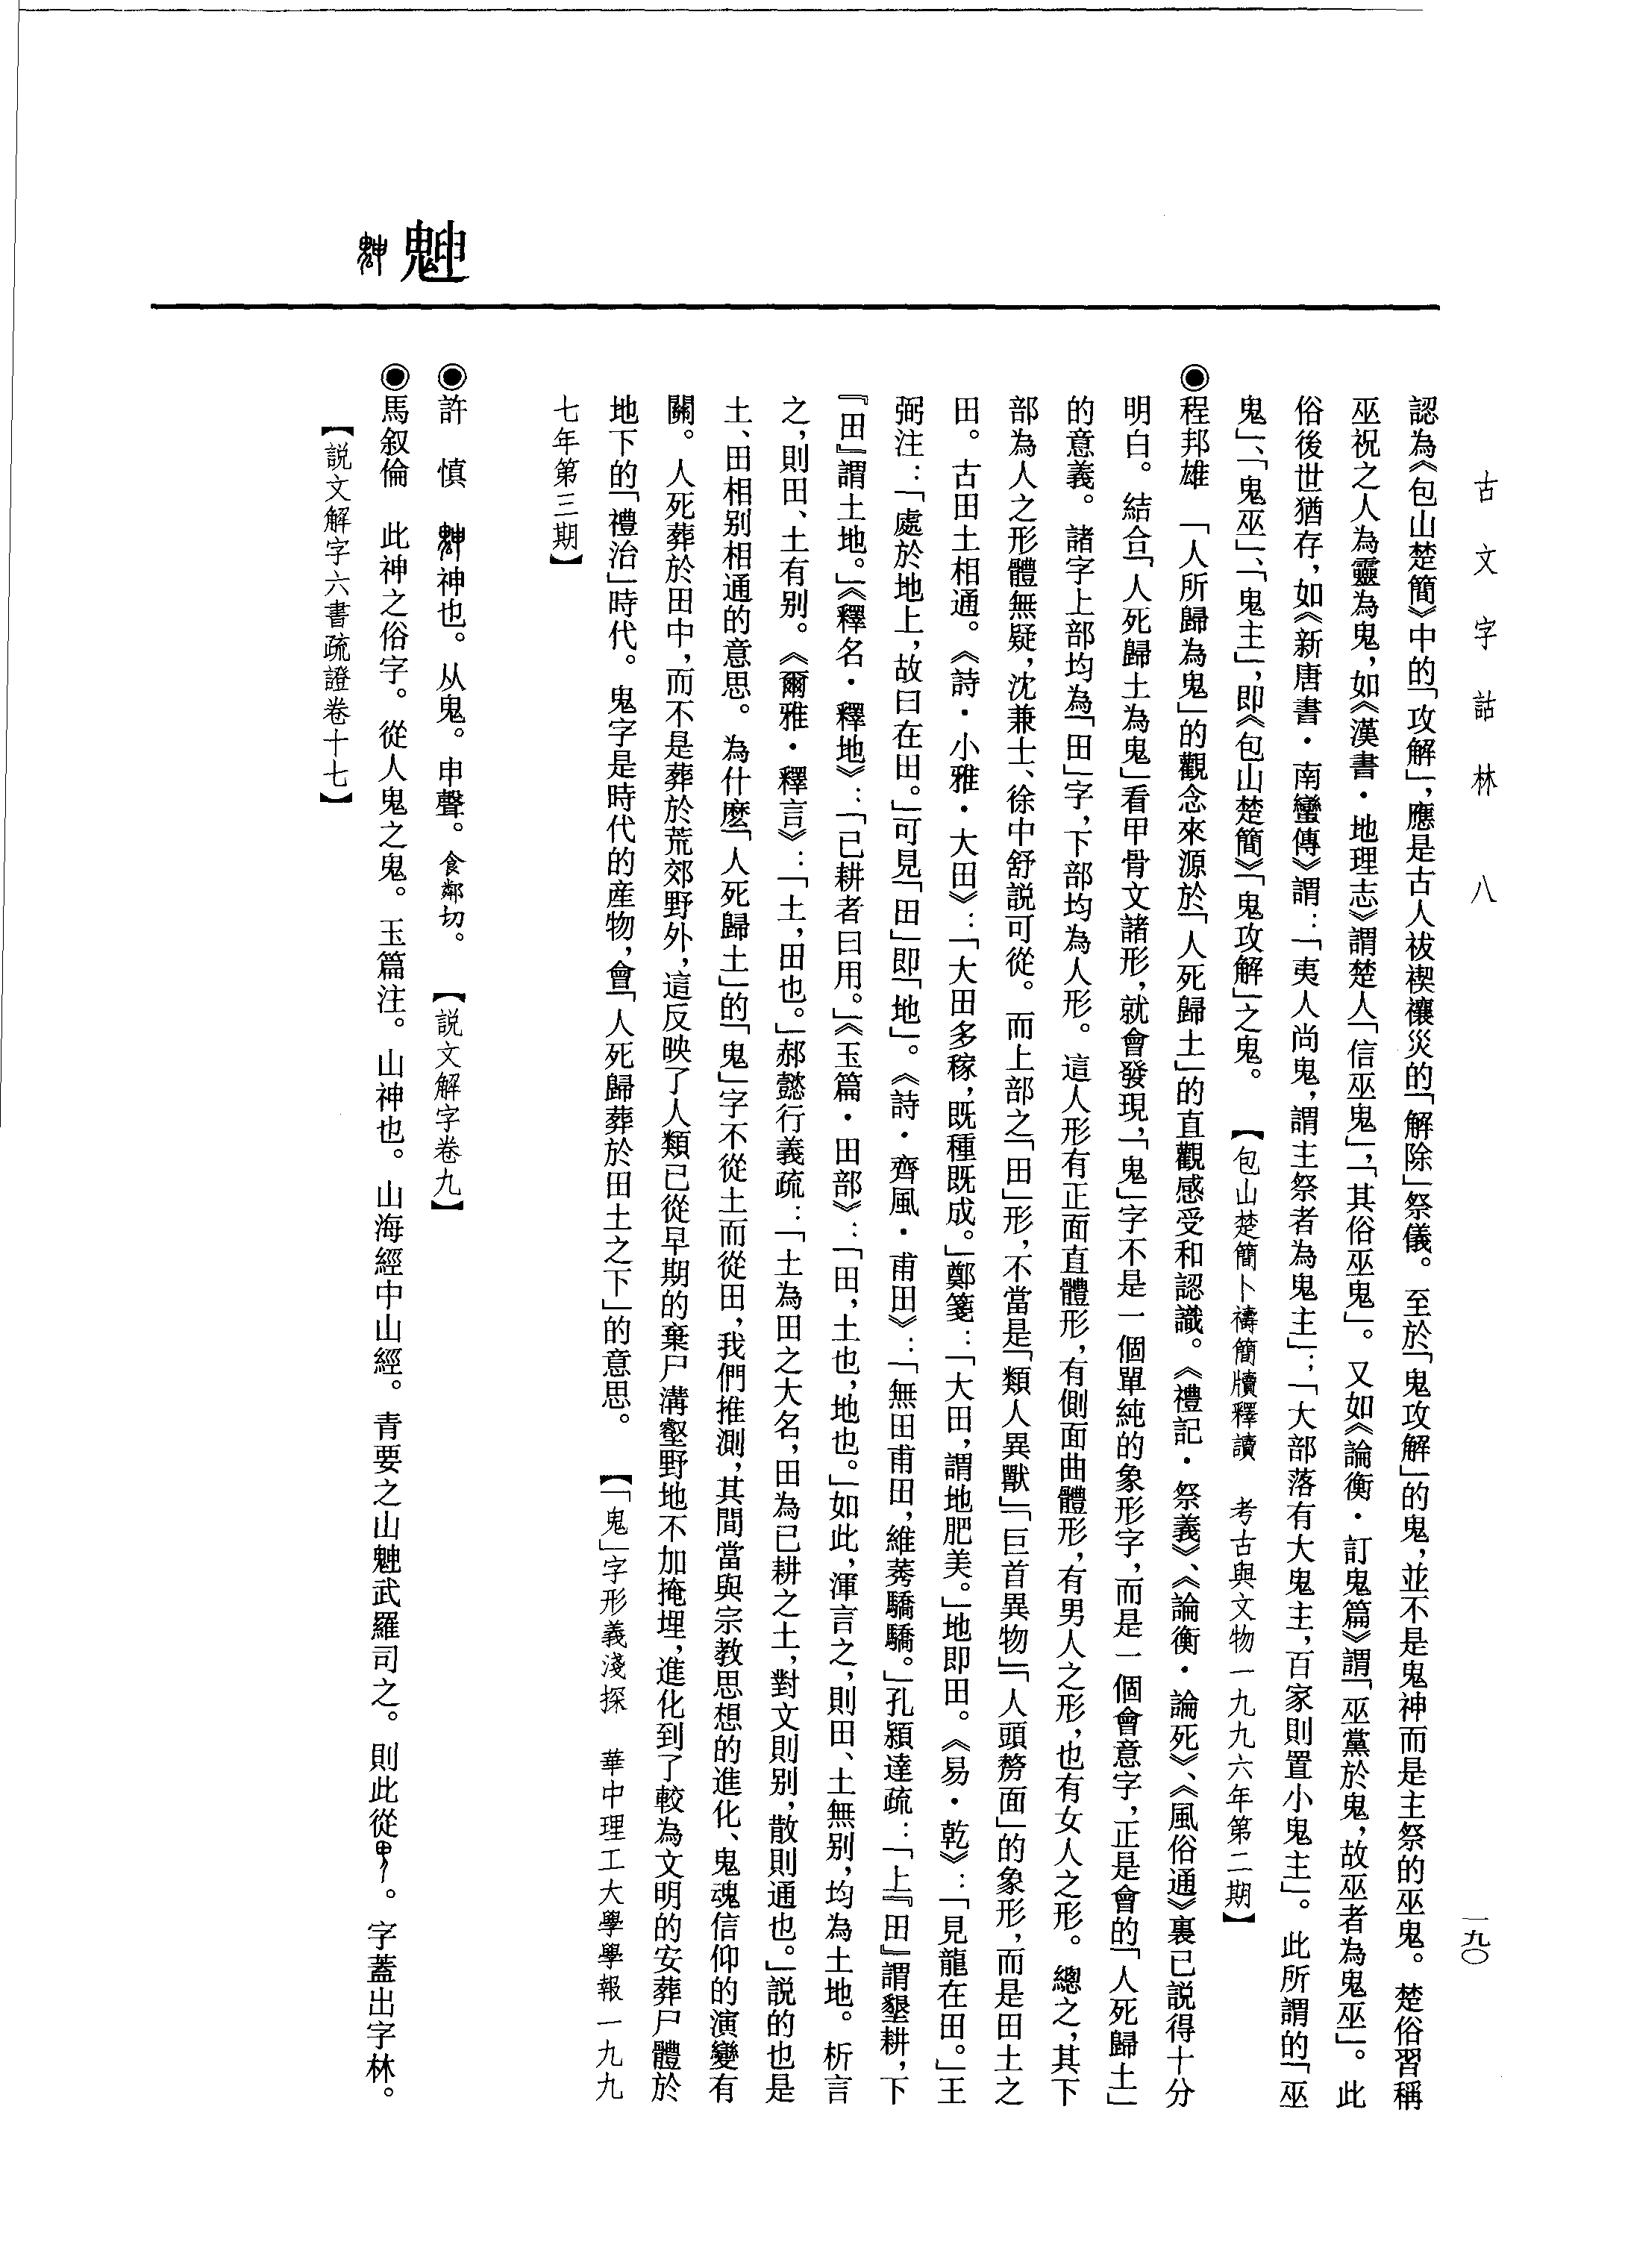 古文字詁林　八
一九〇
認為《包山楚簡》中的「攻解」，應是古人祓禊禳災的「解除」祭儀。至於「鬼攻解」的鬼，並不是鬼神而是主祭的巫鬼。楚俗習稱
巫祝之人為靈為鬼，如《漢書・地理志》謂楚人「信巫鬼」，「其俗巫鬼」。又如《論衡・訂鬼篇》謂「巫黨於鬼，故巫者為鬼巫」。此
俗後世猶存，如《新唐書・南蠻傳》謂：「夷人尚鬼，謂主祭者為鬼主」；「大部落有大鬼主，百家則置小鬼主」。此所謂的「巫
鬼」、「鬼巫」、「鬼主」，即《包山楚簡》「鬼攻解」之鬼。　【包山楚簡卜禱簡牘釋讀　考古與文物一九九六年第二期】
◉程邦雄　「人所歸為鬼」的觀念來源於「人死歸土」的直觀感受和認識。《禮記・祭義》、《論衡・論死》、《風俗通》裏已説得十分
明白。結合「人死歸土為鬼」看甲骨文諸形，就會發現，「鬼」字不是一個單純的象形字，而是一個會意字，正是會的「人死歸土」
的意義。諸字上部均為「田」字，下部均為人形。這人形有正面直體形，有側面曲體形，有男人之形，也有女人之形。總之，其下
部為人之形體無疑，沈兼士、徐中舒説可從。而上部之「田」形，不當是「類人異獸」「巨首異物」「人頭勞面」的象形，而是田土之
田。古田土相通。《詩・小雅・大田》：「大田多稼，既種既成。」鄭箋：「大田，謂地肥美。」地即田。《易・乾》：「見龍在田。」王
弼注：「處於地上，故曰在田。」可見「田」即「地」。《詩・齊風・甫田》：「無田甫田，維莠驕驕。」孔潁達疏：「上『田』謂墾耕，下
『田』謂土地。」《釋名・釋地》：「已耕者曰田。」《玉篇・田部》：「田，土也，地也。」如此，渾言之，則田、土無別，均為土地。析言
之，則田、土有别。《爾雅・釋言》：「土，田也。」郝懿行義疏：「土為田之大名，田為已耕之土，對文則别，散則通也。」説的也是
土、田相别相通的意思。為什麼「人死歸土」的「鬼」字不從土而從田，我們推測，其間當與宗教思想的進化、鬼魂信仰的演變有
關。人死葬於田中，而不是葬於荒郊野外，這反映了人類已從早期的棄尸溝壑野地不加掩埋，進化到了較為文明的安葬尸體於
地下的「禮治」時代。鬼字是時代的産物，會「人死歸葬於田土之下」的意思。　【「鬼」字形義淺探　華中理工大學學報一九九
七年第三期】
䰠
◉許　慎　神也。从鬼。申聲。食鄰切。　【説文解字卷九】
◉馬叙倫　此神之俗字。從人鬼之鬼。玉篇注。山神也。山海經中山經。青要之山䰠武羅司之。則此從。字蓋出字林。
【説文解字六書疏證卷十七】